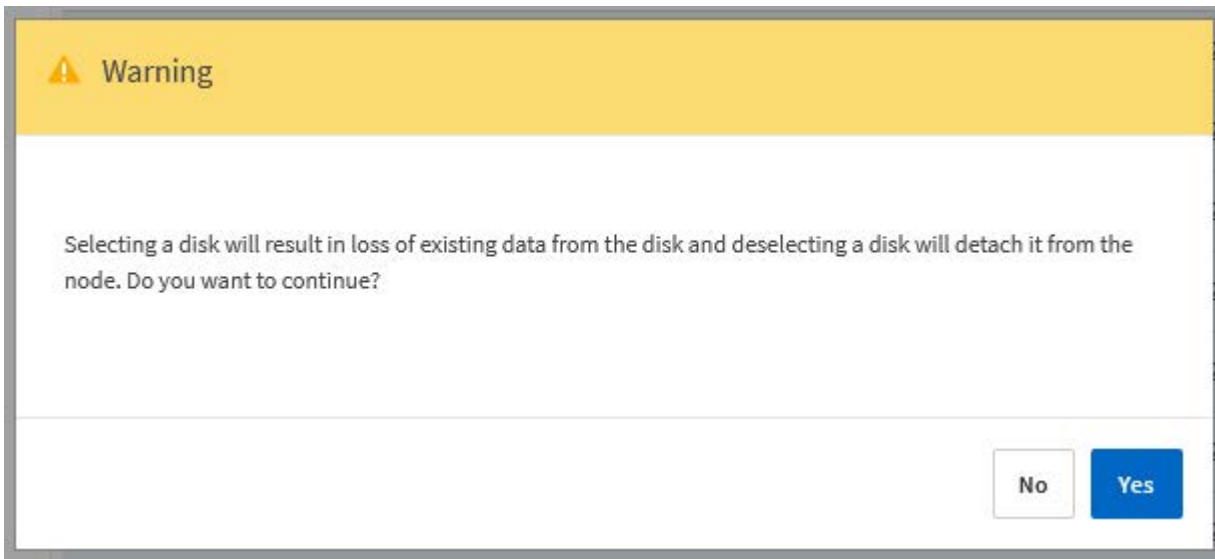 Warning
Selecting a disk will result in loss of existing data from the disk and deselecting a disk will detach it from the
node. Do you want to continue?
No
Yes